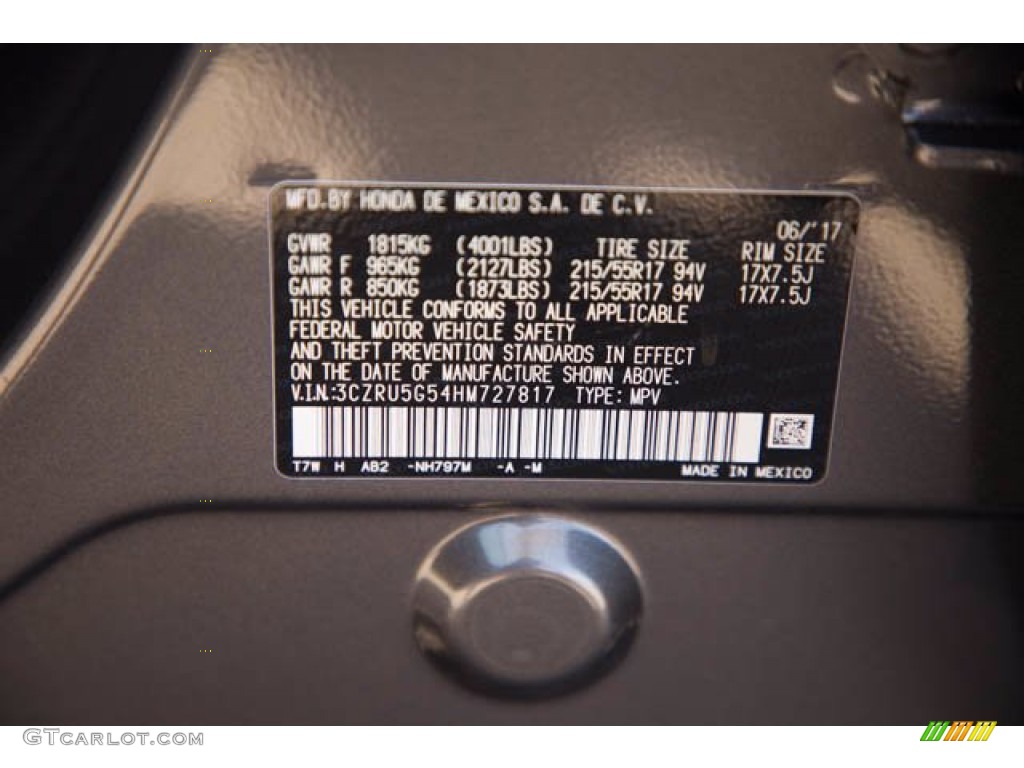 MFD.BY HONDA DE MEXICO S.A. DE C.V.
06/'17
GVWR 1815KG (4001LBS) TIRE SIZE RIM SIZE
GAWR F 965KG (2127LBS) 215/55R17 94V 17X7.5J
GAWR R 850KG (1873LBS) 215/55R17 94V 17X7.5J
THIS VEHICLE CONFORMS TO ALL APPLICABLE
FEDERAL MOTOR VEHICLE SAFETY
AND THEFT PREVENTION STANDARDS IN EFFECT
ON THE DATE OF MANUFACTURE SHOWN ABOVE.
V.I.N.:3CZRU5G54HM727817 TYPE: MPV
T7W H AB2 -NH797M -A -M MADE IN MEXICO
GTCARLOT.COM